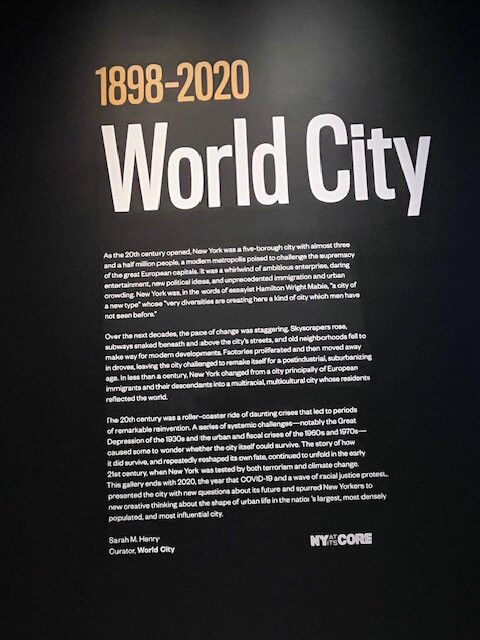 1898–2020
World City
As the 20th century opened, New York was a five-borough city with almost three
and a half million people, a modern metropolis poised to challenge the supremacy
of the great European capitals. It was a whirlwind of ambitious enterprise, daring
entertainment, new political ideas, and unprecedented immigration and urban
crowding. New York was, in the words of essayist Hamilton Wright Mabie, “a city of
a new type” whose “very diversities are creating here a kind of city which men have
not seen before.”
Over the next decades, the pace of change was staggering. Skyscrapers rose,
subways snaked beneath and above the city’s streets, and old neighborhoods fell to
make way for modern developments. Factories proliferated and then moved away
in droves, leaving the city challenged to remake itself for a postindustrial, suburbanizing
age. In less than a century, New York changed from a city principally of European
immigrants and their descendants into a multiracial, multicultural city whose residents
reflected the world.
The 20th century was a roller-coaster ride of daunting crises that led to periods
of remarkable reinvention. A series of systemic challenges—notably the Great
Depression of the 1930s and the urban and fiscal crises of the 1960s and 1970s—
caused some to wonder whether the city itself could survive. The story of how
it did survive, and repeatedly reshaped its own fate, continued to unfold in the early
21st century, when New York was tested by both terrorism and climate change.
This gallery ends with 2020, the year that COVID-19 and a wave of racial justice protests
presented the city with new questions about its future and spurred New Yorkers to
new creative thinking about the shape of urban life in the nation’s largest, most densely
populated, and most influential city.
Sarah M. Henry
Curator, World City
NY AT ITS CORE